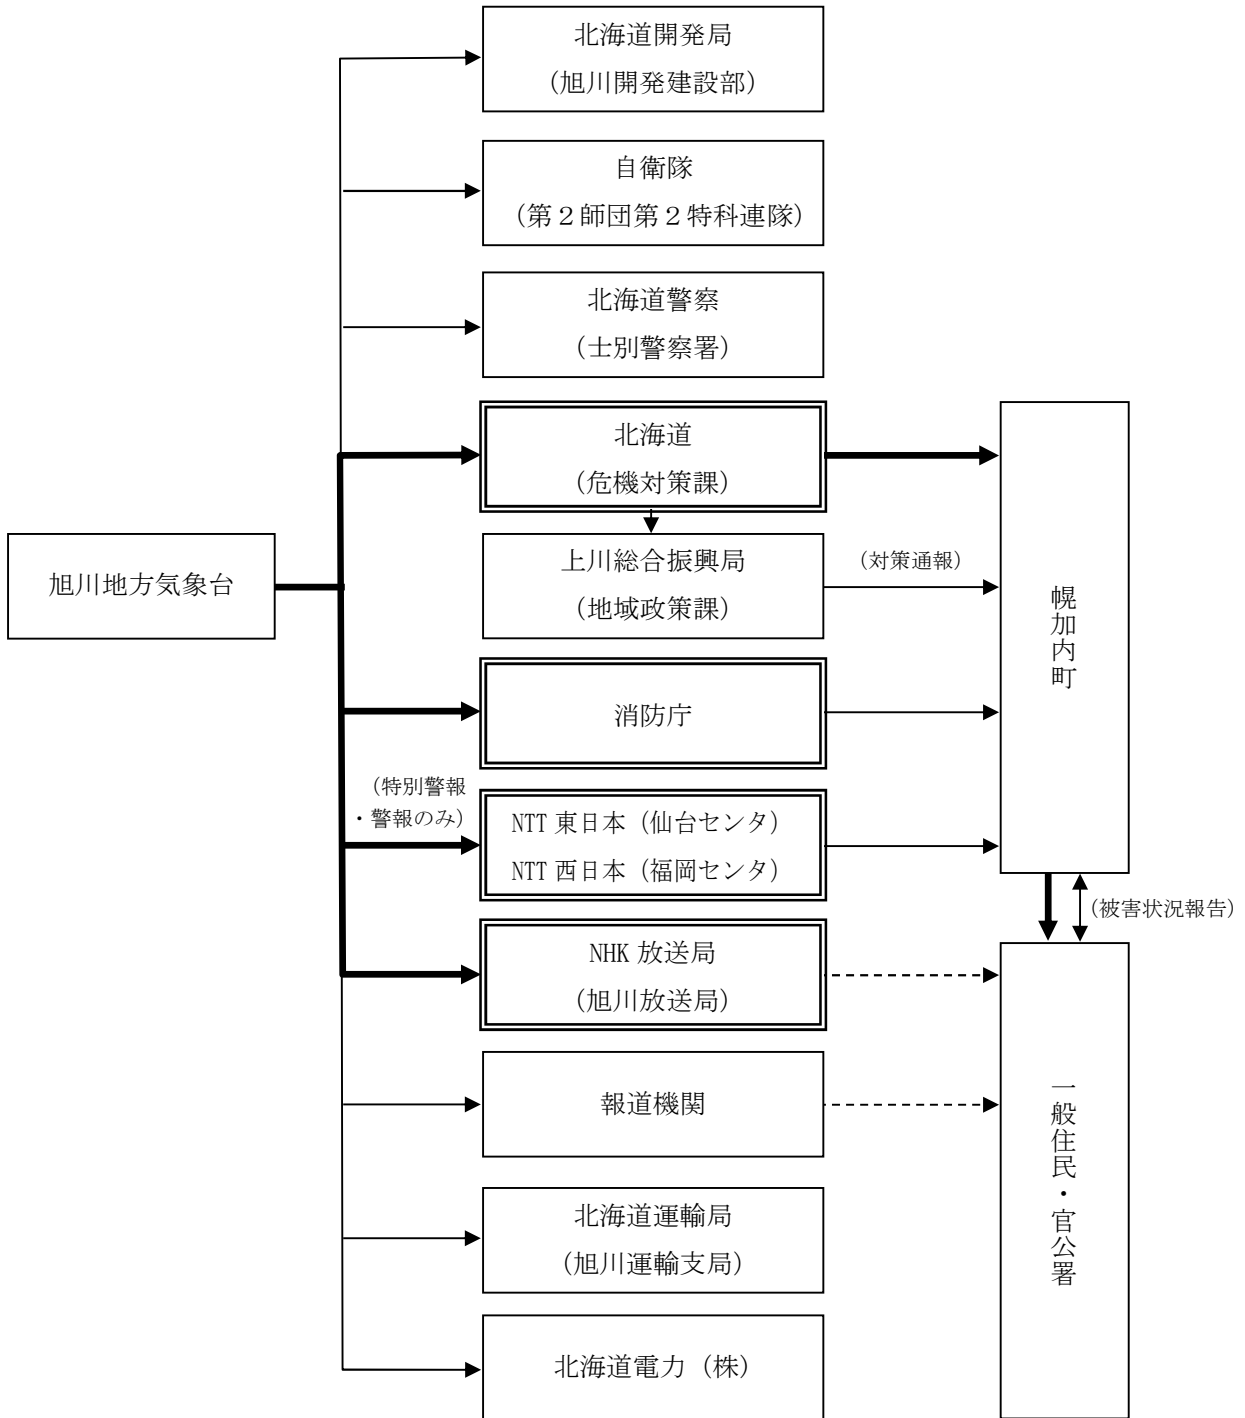 北海道開発局
（旭川開発建設部）
自衛隊
（第２師団第２特科連隊）
北海道警察
（士別警察署）
北海道
（危機対策課）
上川総合振興局
（地域政策課）
（対策通報）
旭川地方気象台
幌加内町
消防庁
（特別警報
・警報のみ）
NTT 東日本（仙台センタ）
NTT 西日本（福岡センタ）
（被害状況報告）
NHK 放送局
（旭川放送局）
報道機関
一般住民・官公署
北海道運輸局
（旭川運輸支局）
北海道電力（株）